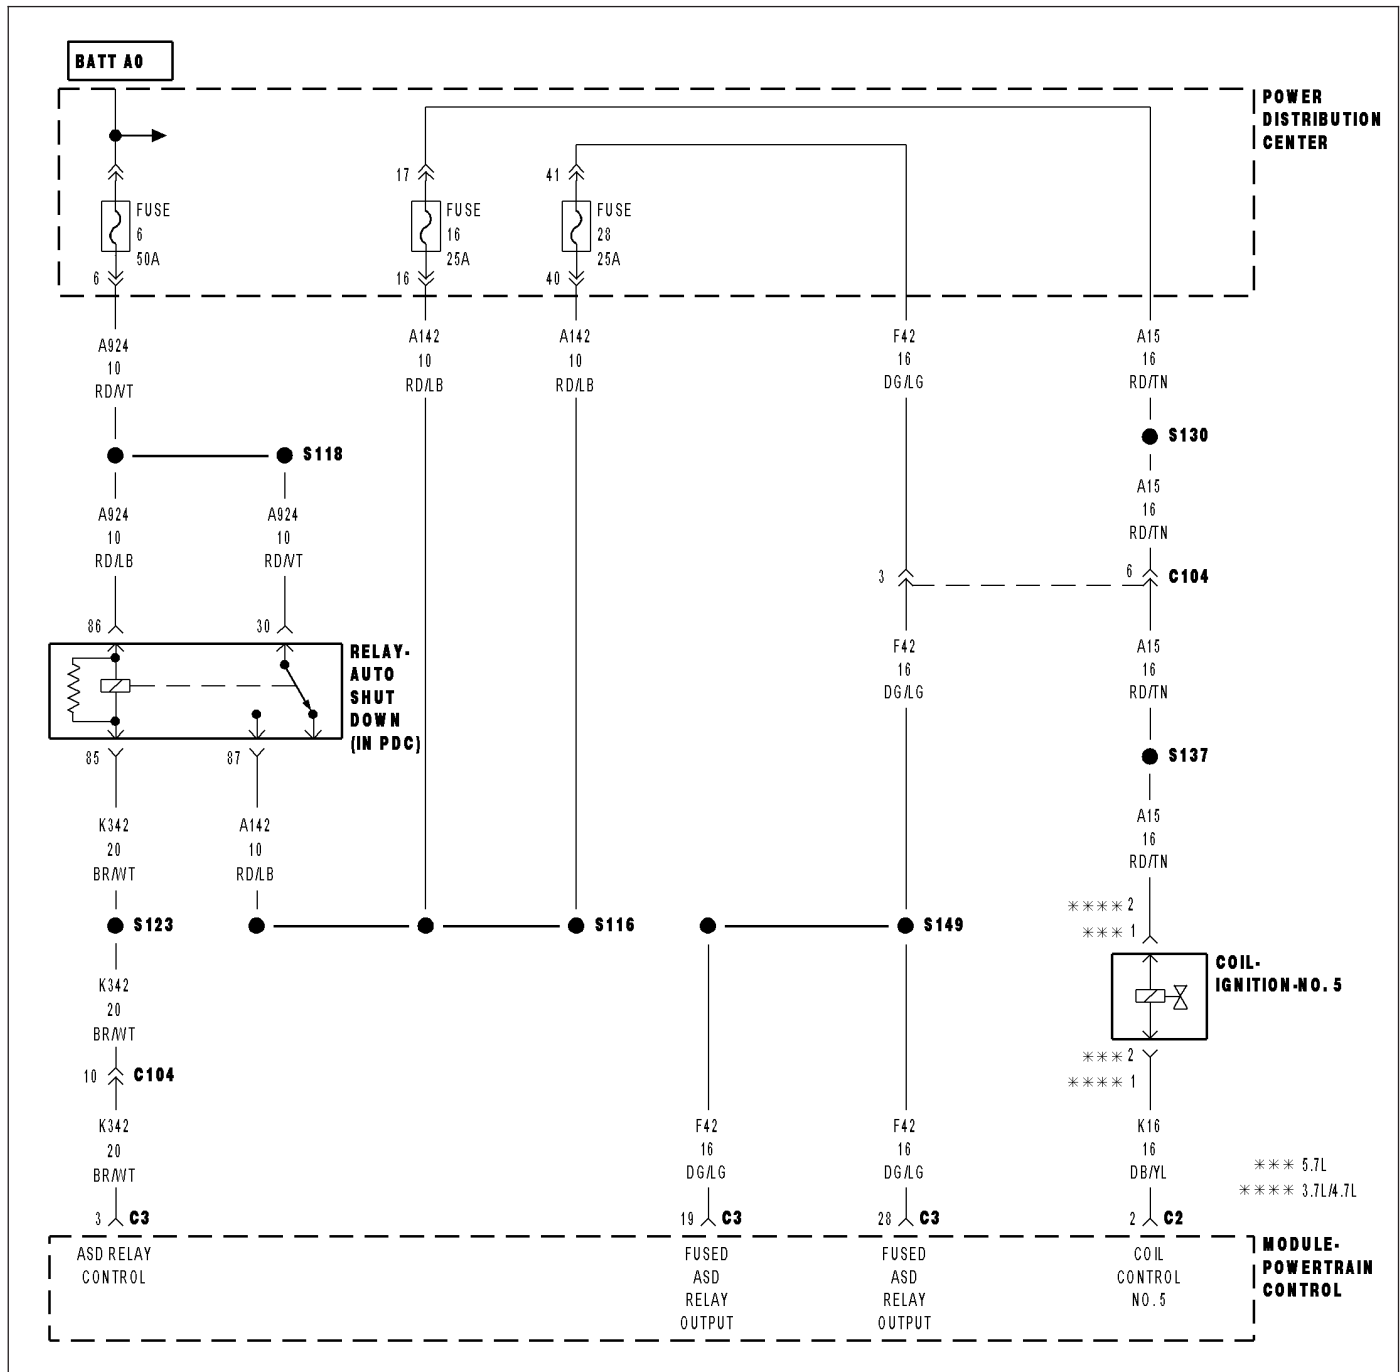 BATT A0
POWER
DISTRIBUTION
CENTER
17
41
FUSE
6
50A
FUSE
16
25A
FUSE
28
25A
6
16
40
A924
10
RD/VT
A142
10
RD/LB
A142
10
RD/LB
F42
16
DG/LG
A15
16
RD/TN
S118
S130
A924
10
RD/LB
A924
10
RD/VT
A15
16
RD/TN
3
6
C104
86
30
RELAY-
AUTO
SHUT
DOWN
(IN PDC)
F42
16
DG/LG
A15
16
RD/TN
85
87
S137
K342
20
BR/WT
A142
10
RD/LB
A15
16
RD/TN
S123
S116
S149
**** 2
*** 1
COIL-
IGNITION-NO. 5
K342
20
BR/WT
10
C104
*** 2
**** 1
K342
20
BR/WT
F42
16
DG/LG
F42
16
DG/LG
K16
16
DB/YL
*** 5.7L
**** 3.7L/4.7L
3
C3
19
C3
28
C3
2
C2
ASD RELAY
CONTROL
FUSED
ASD
RELAY
OUTPUT
FUSED
ASD
RELAY
OUTPUT
COIL
CONTROL
NO. 5
MODULE-
POWERTRAIN
CONTROL